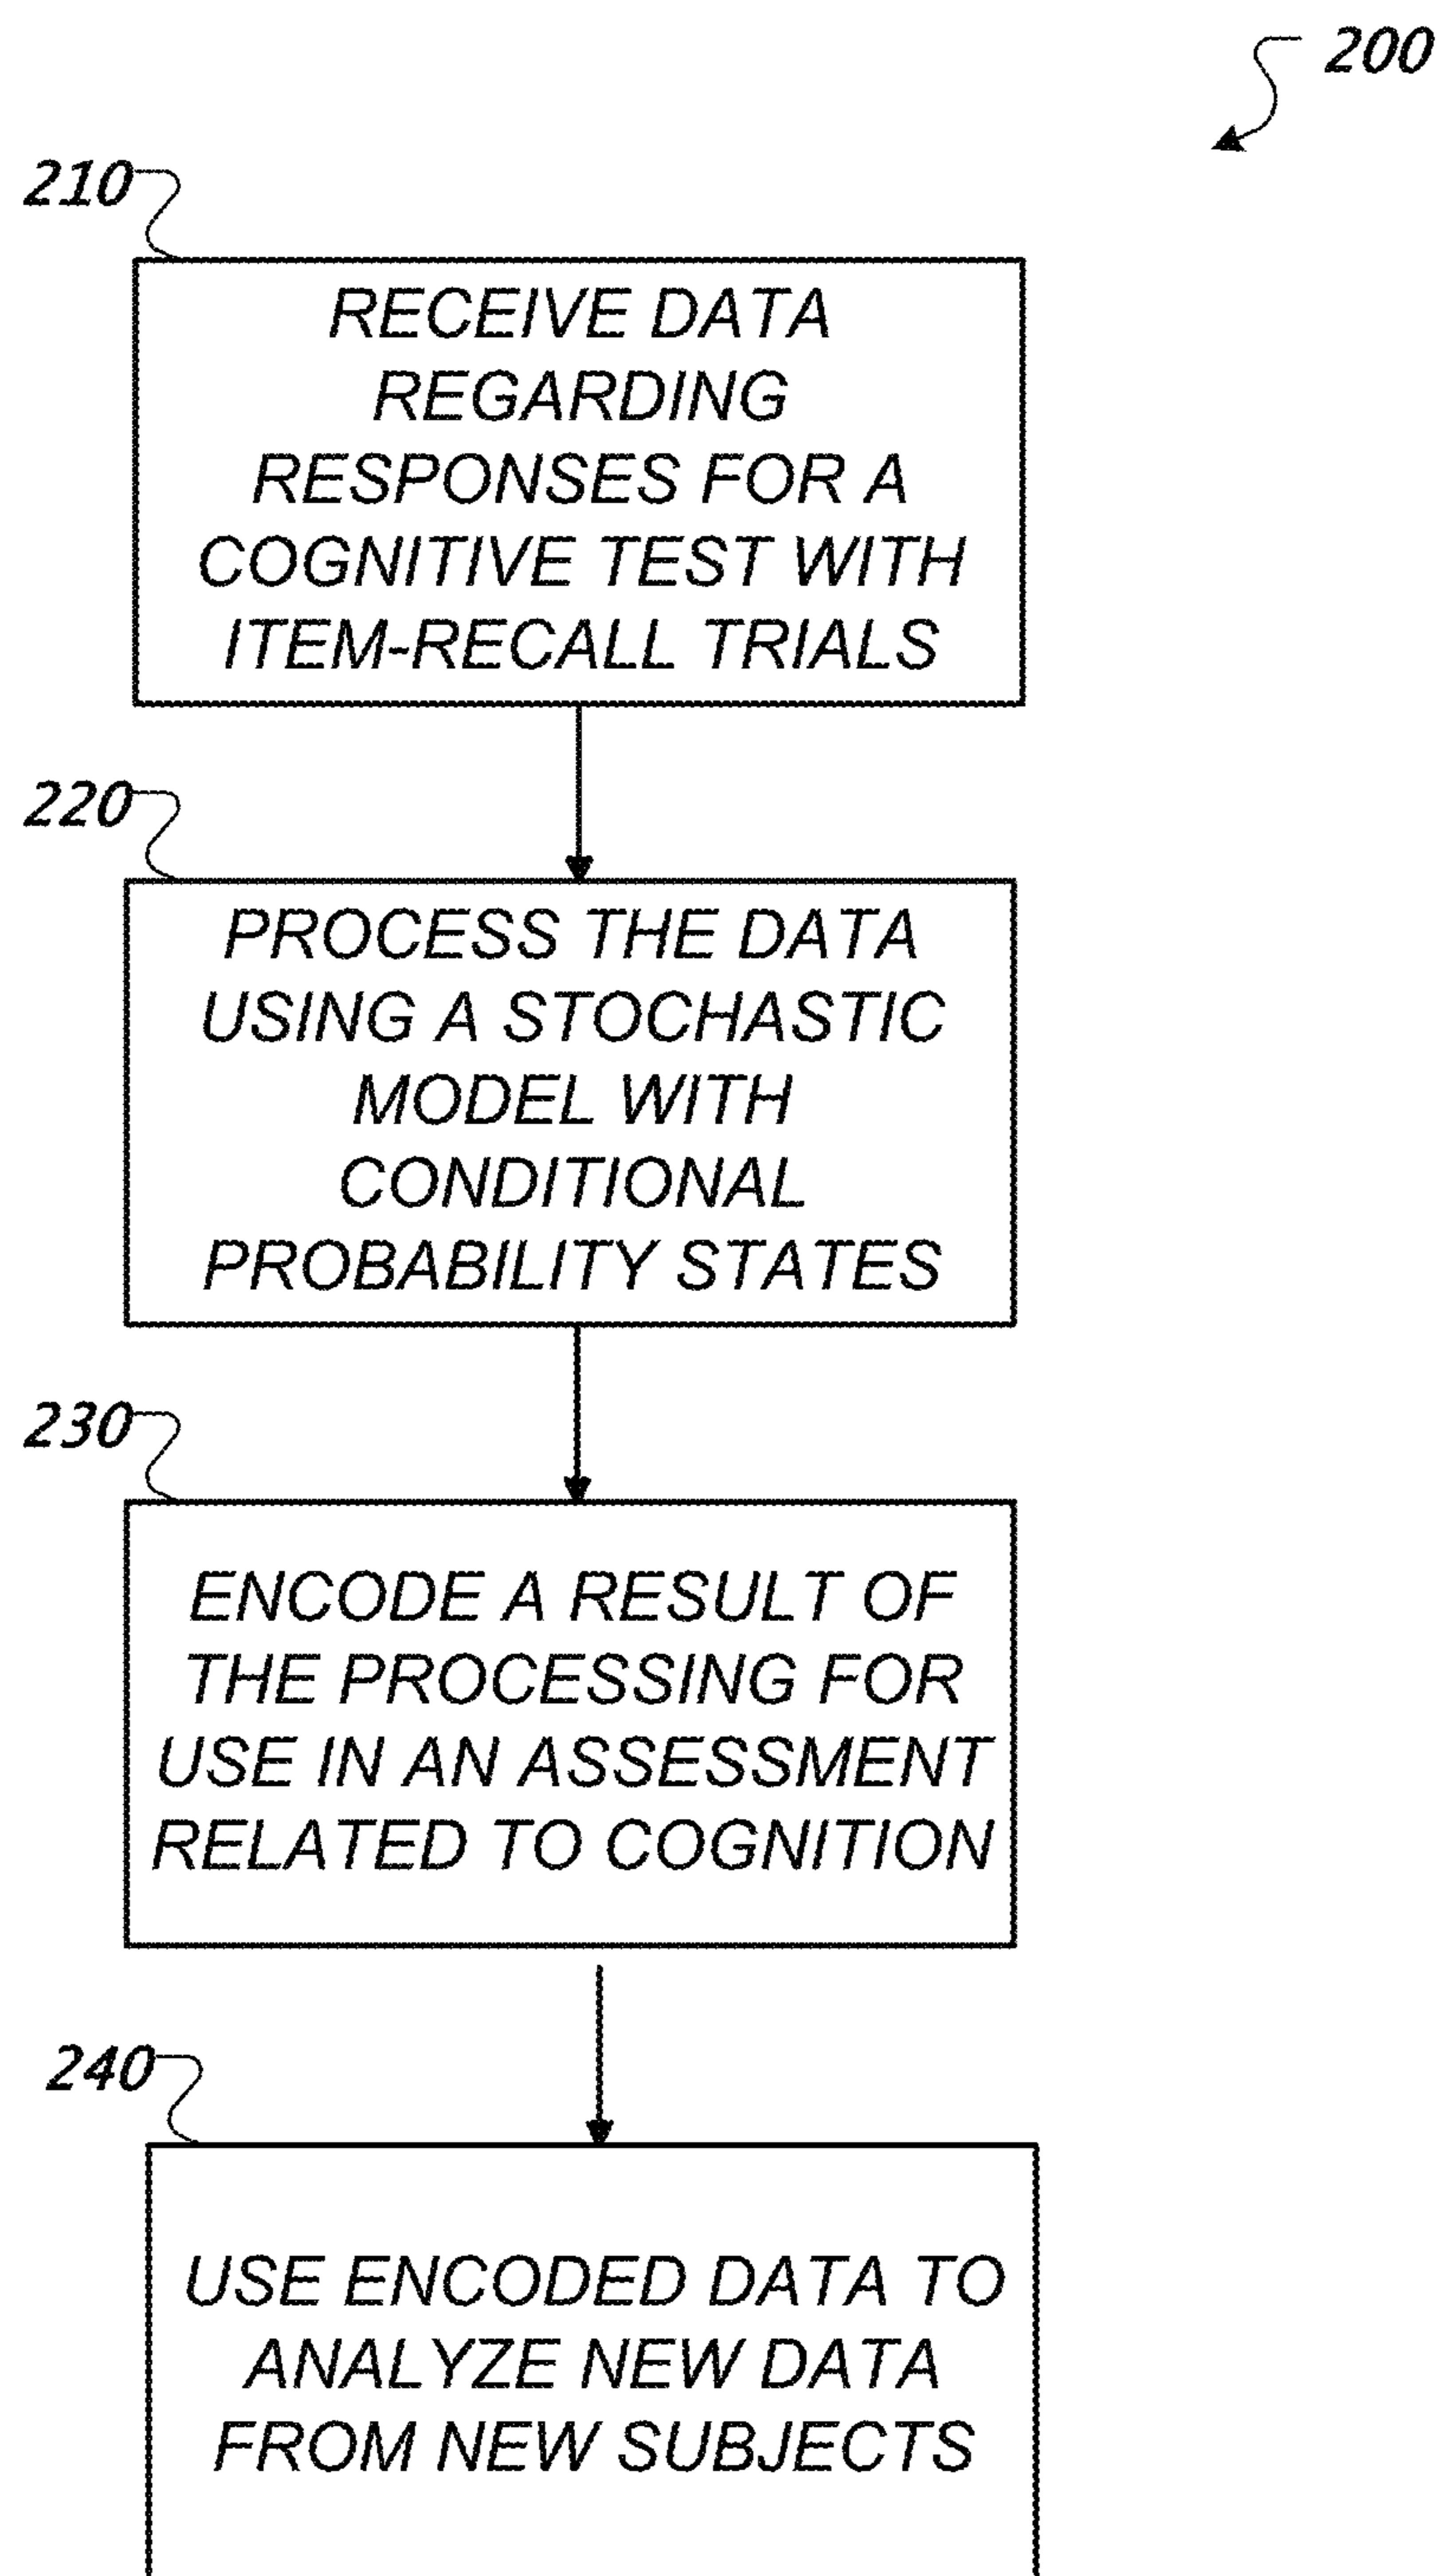 200
210
RECEIVE DATA
REGARDING
RESPONSES FOR A
COGNITIVE TEST WITH
ITEM-RECALL TRIALS
220
PROCESS THE DATA
USING A STOCHASTIC
MODEL WITH
CONDITIONAL
PROBABILITY STATES
230
ENCODE A RESULT OF
THE PROCESSING FOR
USE IN AN ASSESSMENT
RELATED TO COGNITION
240
USE ENCODED DATA TO
ANALYZE NEW DATA
FROM NEW SUBJECTS